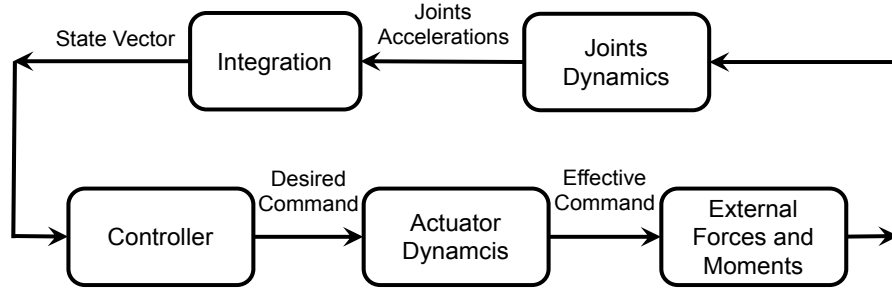 State Vector
Integration
Joints
Accelerations
Joints
Dynamics
Controller
Desired
Command
Actuator
Dynamcis
Effective
Command
External
Forces and
Moments